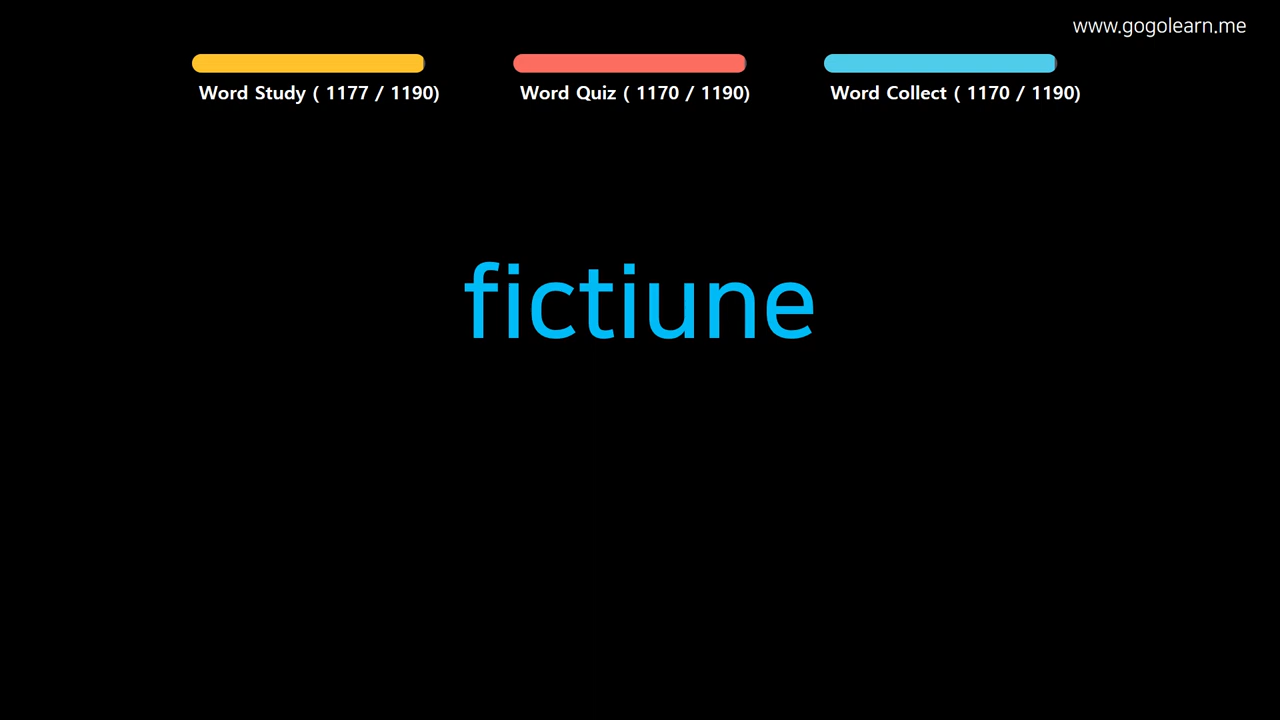 www.gogolearn.me
Word Study ( 1177 / 1190)
Word Quiz ( 1170 / 1190)
Word Collect ( 1170 / 1190)
fictiune